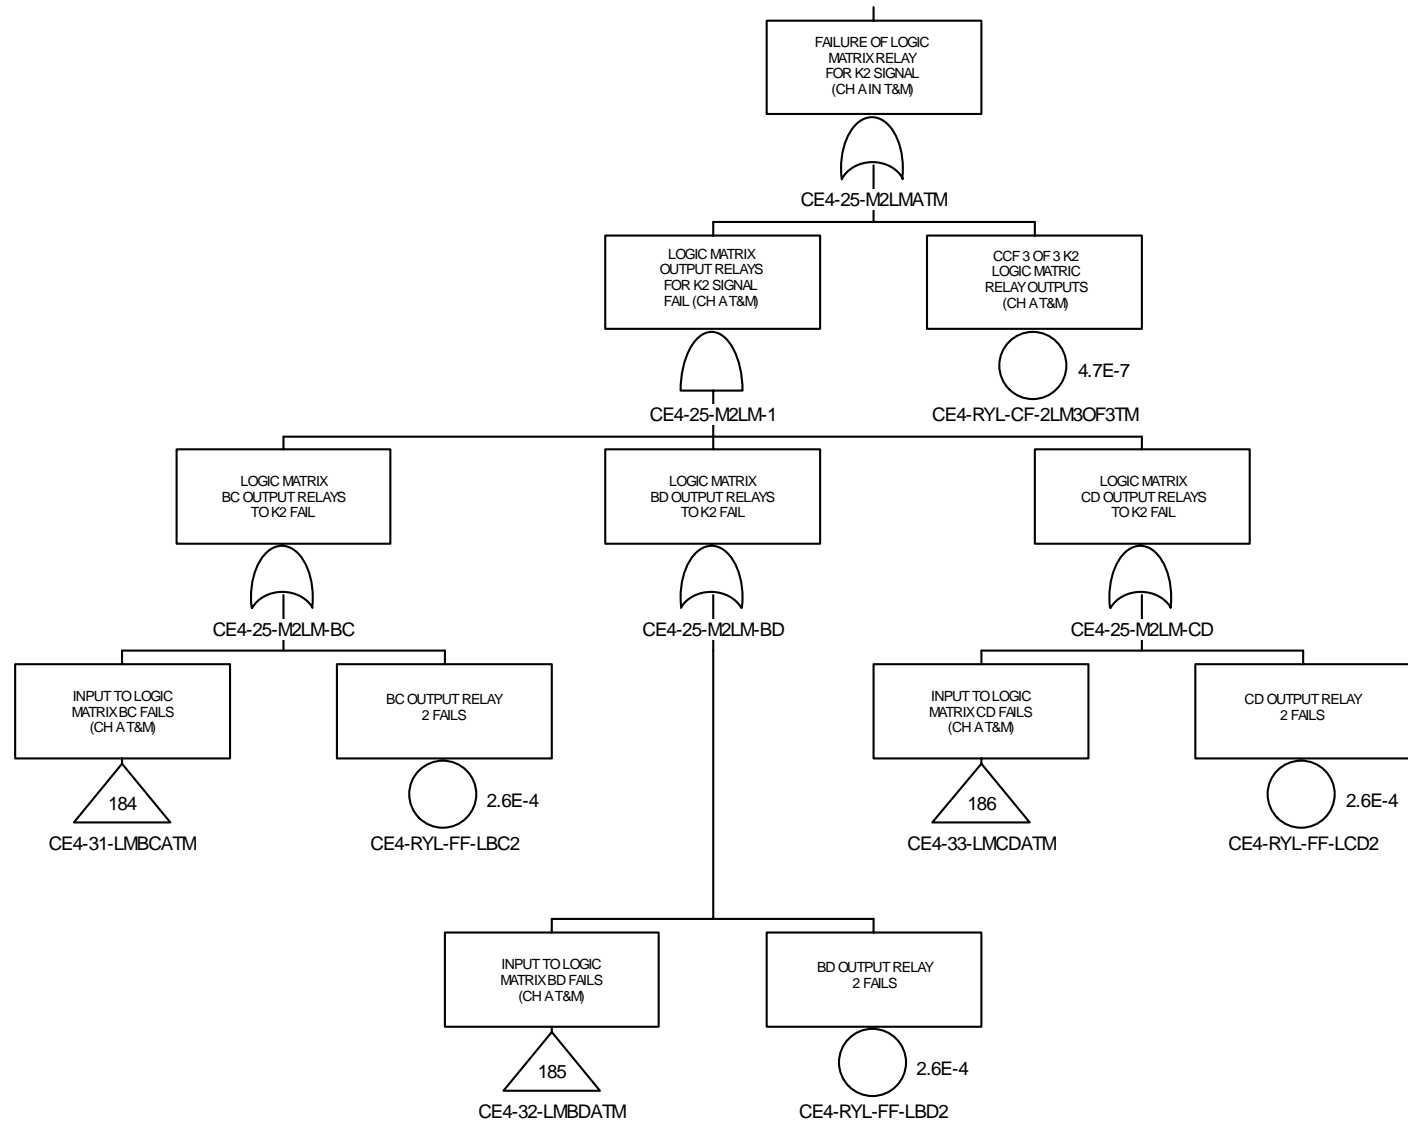 FAILURE OF LOGIC
MATRIX RELAY
FOR K2 SIGNAL
(CH A IN T&M)
CE4-25-M2LMATM
LOGIC MATRIX
OUTPUT RELAYS
FOR K2 SIGNAL
FAIL (CH A T&M)
CE4-25-M2LM-1
CCF 3 OF 3 K2
LOGIC MATRIC
RELAY OUTPUTS
(CH A T&M)
4.7E-7
CE4-RYL-CF-2LM3OF3TM
LOGIC MATRIX
BC OUTPUT RELAYS
TO K2 FAIL
CE4-25-M2LM-BC
LOGIC MATRIX
BD OUTPUT RELAYS
TO K2 FAIL
CE4-25-M2LM-BD
LOGIC MATRIX
CD OUTPUT RELAYS
TO K2 FAIL
CE4-25-M2LM-CD
INPUT TO LOGIC
MATRIX BC FAILS
(CH A T&M)
184
CE4-31-LMBCATM
BC OUTPUT RELAY
2 FAILS
2.6E-4
CE4-RYL-FF-LBC2
INPUT TO LOGIC
MATRIX CD FAILS
(CH A T&M)
186
CE4-33-LMCDATM
CD OUTPUT RELAY
2 FAILS
2.6E-4
CE4-RYL-FF-LCD2
INPUT TO LOGIC
MATRIX BD FAILS
(CH A T&M)
185
CE4-32-LMBDATM
BD OUTPUT RELAY
2 FAILS
2.6E-4
CE4-RYL-FF-LBD2